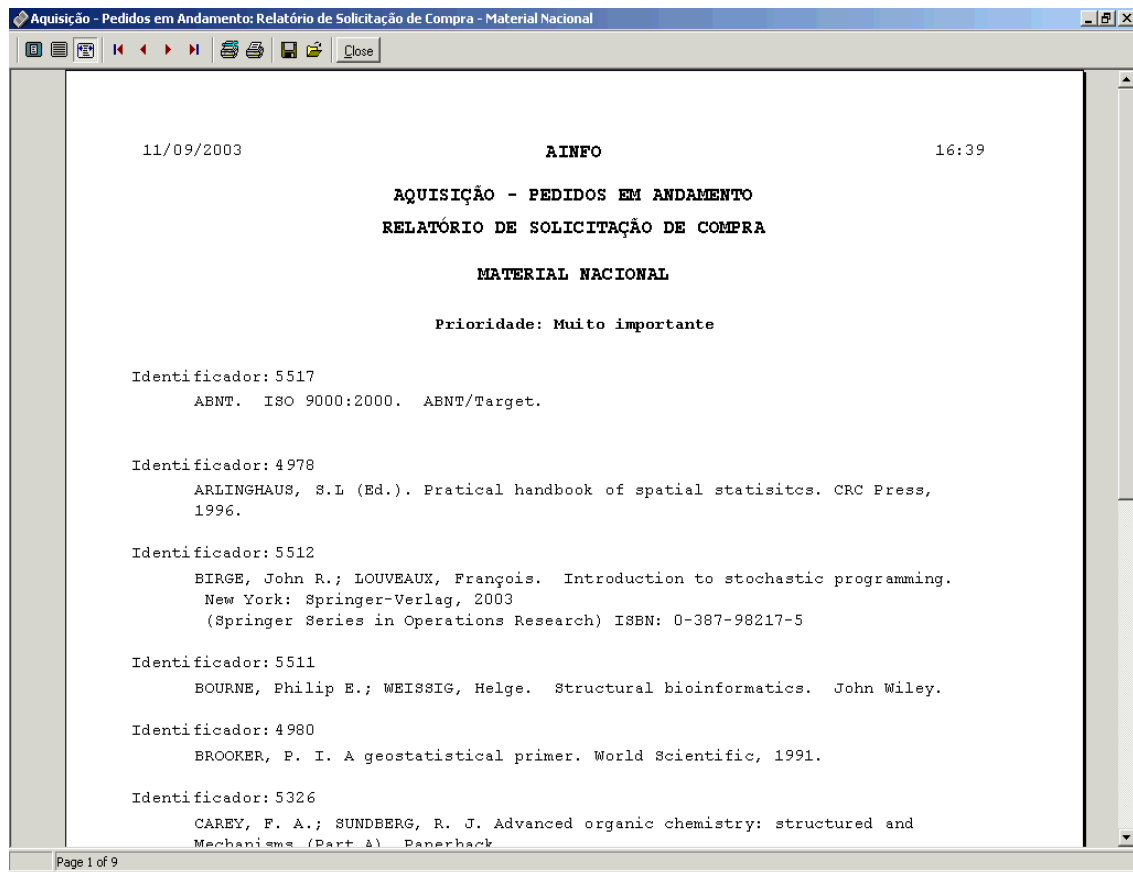 Aquisição - Pedidos em Andamento: Relatório de Solicitação de Compra - Material Nacional
Close
11/09/2003 AINFO 16:39
AQUISIÇÃO - PEDIDOS EM ANDAMENTO
RELATÓRIO DE SOLICITAÇÃO DE COMPRA
MATERIAL NACIONAL
Prioridade: Muito importante
Identificador: 5517
ABNT. ISO 9000:2000. ABNT/Target.
Identificador: 4978
ARLINGHAUS, S.L (Ed.). Pratical handbook of spatial statisitcs. CRC Press,
1996.
Identificador: 5512
BIRGE, John R.; LOUVEAUX, François. Introduction to stochastic programming.
New York: Springer-Verlag, 2003
(Springer Series in Operations Research) ISBN: 0-387-98217-5
Identificador: 5511
BOURNE, Philip E.; WEISSIG, Helge. Structural bioinformatics. John Wiley.
Identificador: 4980
BROOKER, P. I. A geostatistical primer. World Scientific, 1991.
Identificador: 5326
CAREY, F. A.; SUNDBERG, R. J. Advanced organic chemistry: structured and
Mechanisms (Part A). Paperback
Page 1 of 9